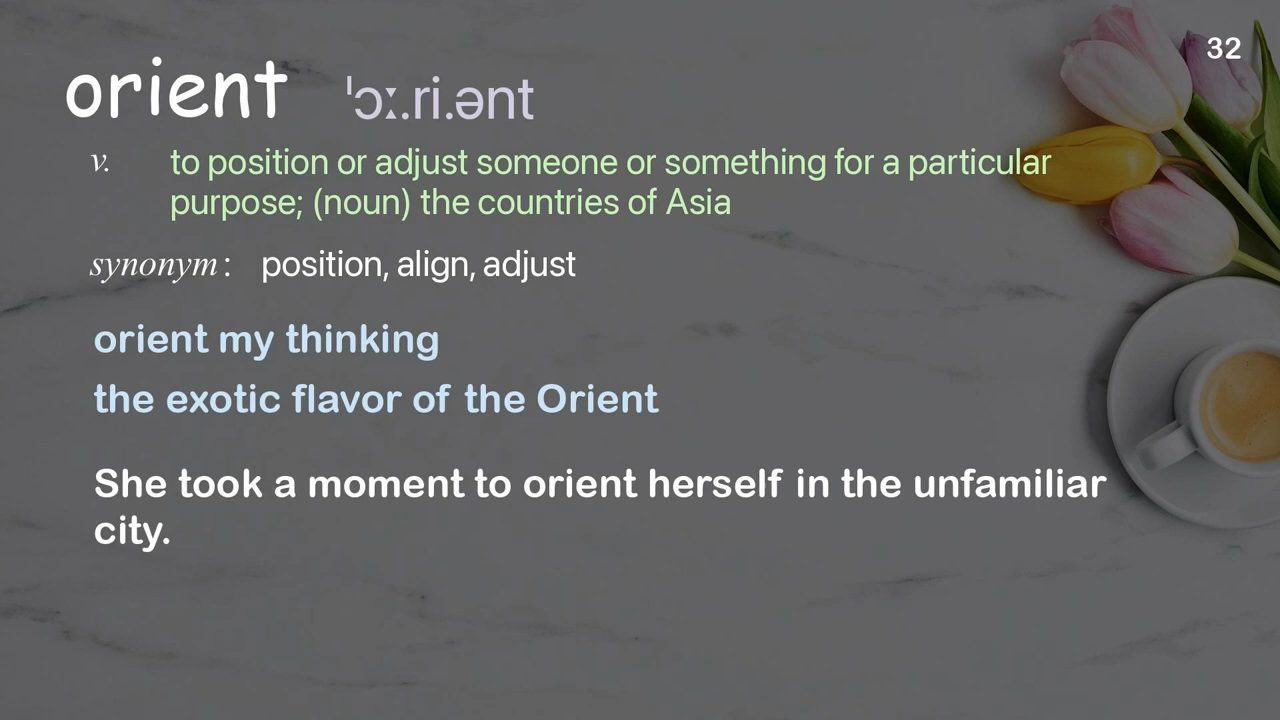 32
orient ˈɔː.ri.ənt
v. to position or adjust someone or something for a particular
purpose; (noun) the countries of Asia
synonym: position, align, adjust
orient my thinking
the exotic flavor of the Orient
She took a moment to orient herself in the unfamiliar
city.